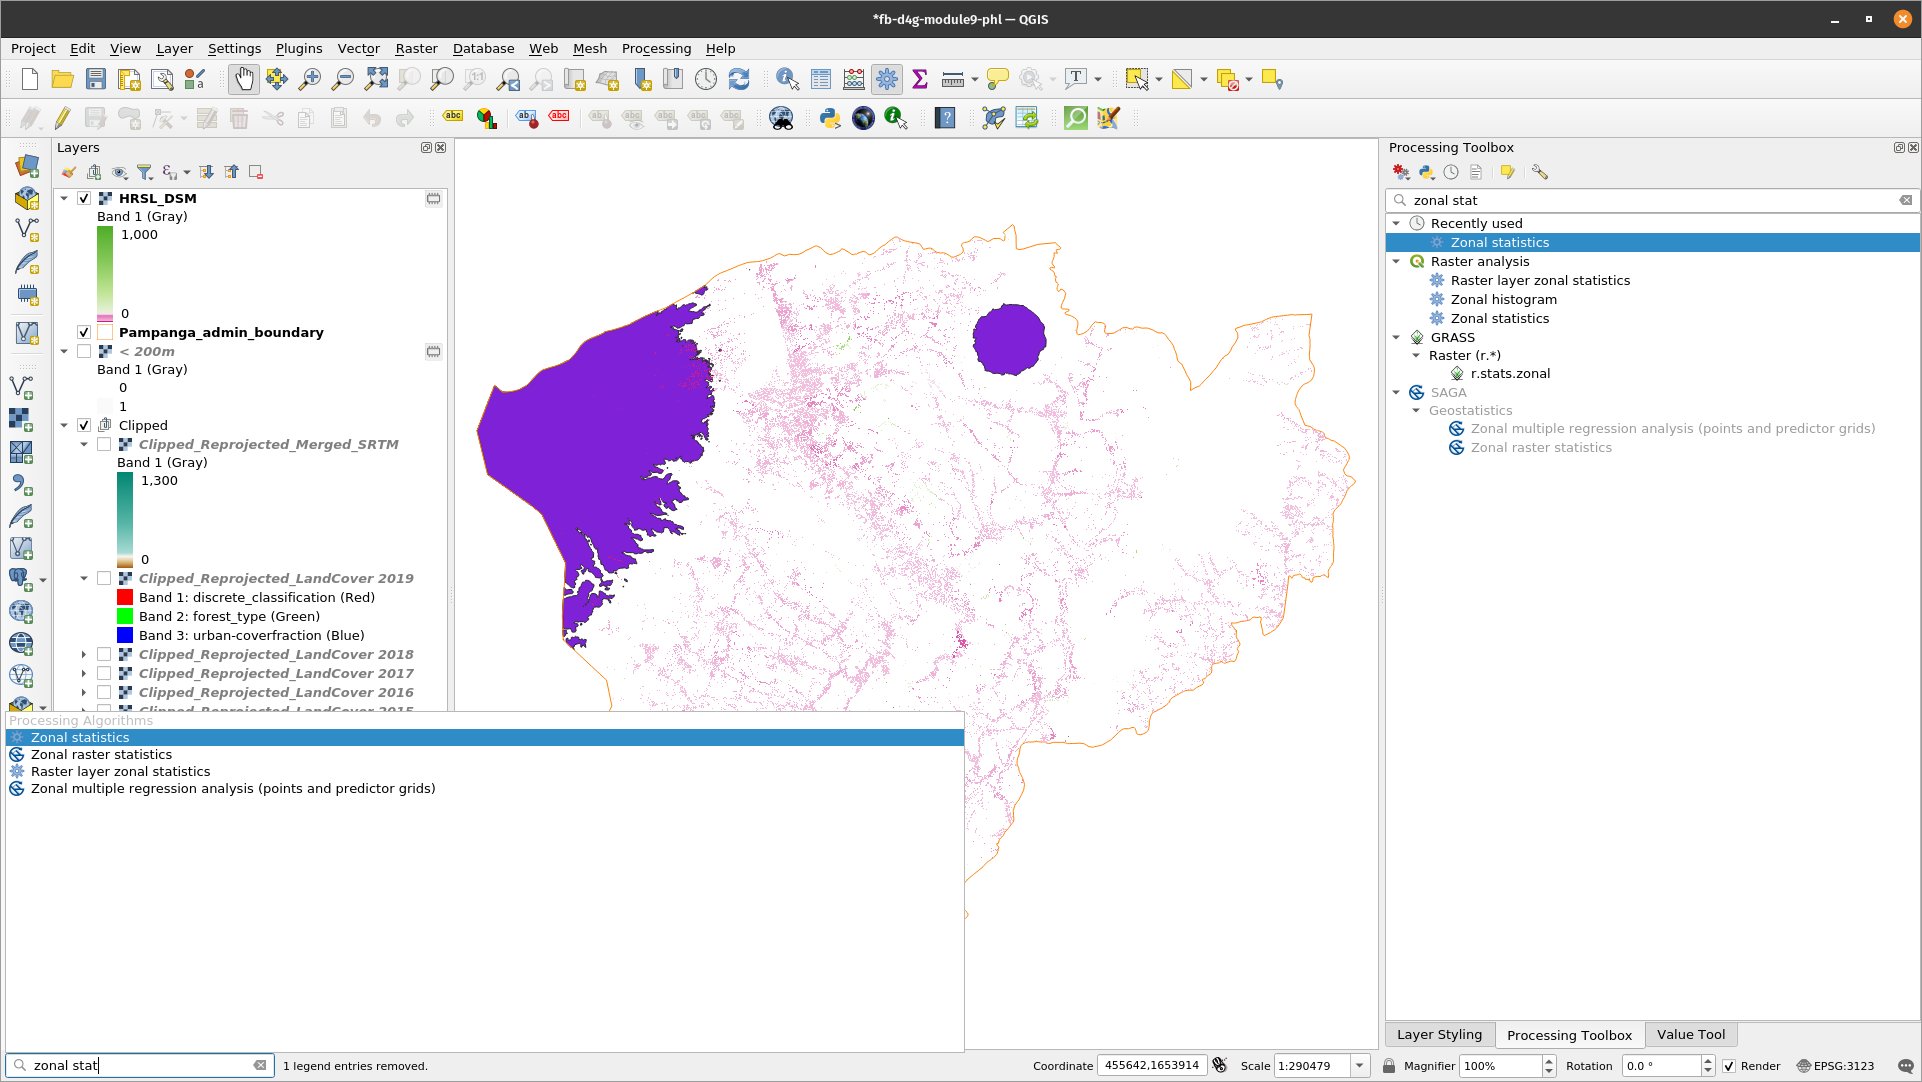 *fb-d4g-module9-phl — QGIS
Project Edit View Layer Settings Plugins Vector Raster Database Web Mesh Processing Help
Layers
HRSL_DSM
Band 1 (Gray)
1,000
0
Pampanga_admin_boundary
< 200m
Band 1 (Gray)
0
1
Clipped
Clipped_Reprojected_Merged_SRTM
Band 1 (Gray)
1,300
0
Clipped_Reprojected_LandCover 2019
Band 1: discrete_classification (Red)
Band 2: forest_type (Green)
Band 3: urban-coverfraction (Blue)
Clipped_Reprojected_LandCover 2018
Clipped_Reprojected_LandCover 2017
Clipped_Reprojected_LandCover 2016
Processing Algorithms
Zonal statistics
Zonal raster statistics
Raster layer zonal statistics
Zonal multiple regression analysis (points and predictor grids)
Processing Toolbox
zonal stat
Recently used
Zonal statistics
Raster analysis
Raster layer zonal statistics
Zonal histogram
Zonal statistics
GRASS
Raster (r.*)
r.stats.zonal
SAGA
Geostatistics
Zonal multiple regression analysis (points and predictor grids)
Zonal raster statistics
Layer Styling Processing Toolbox Value Tool
zonal stat 1 legend entries removed. Coordinate 455642,1653914 Scale 1:290479 Magnifier 100% Rotation 0.0 ° Render EPSG:3123